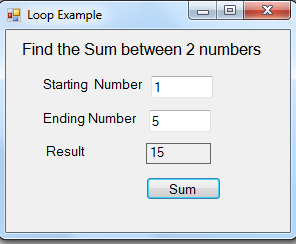 Loop Example
Find the Sum between 2 numbers
Starting Number 1
Ending Number 5
Result 15
Sum